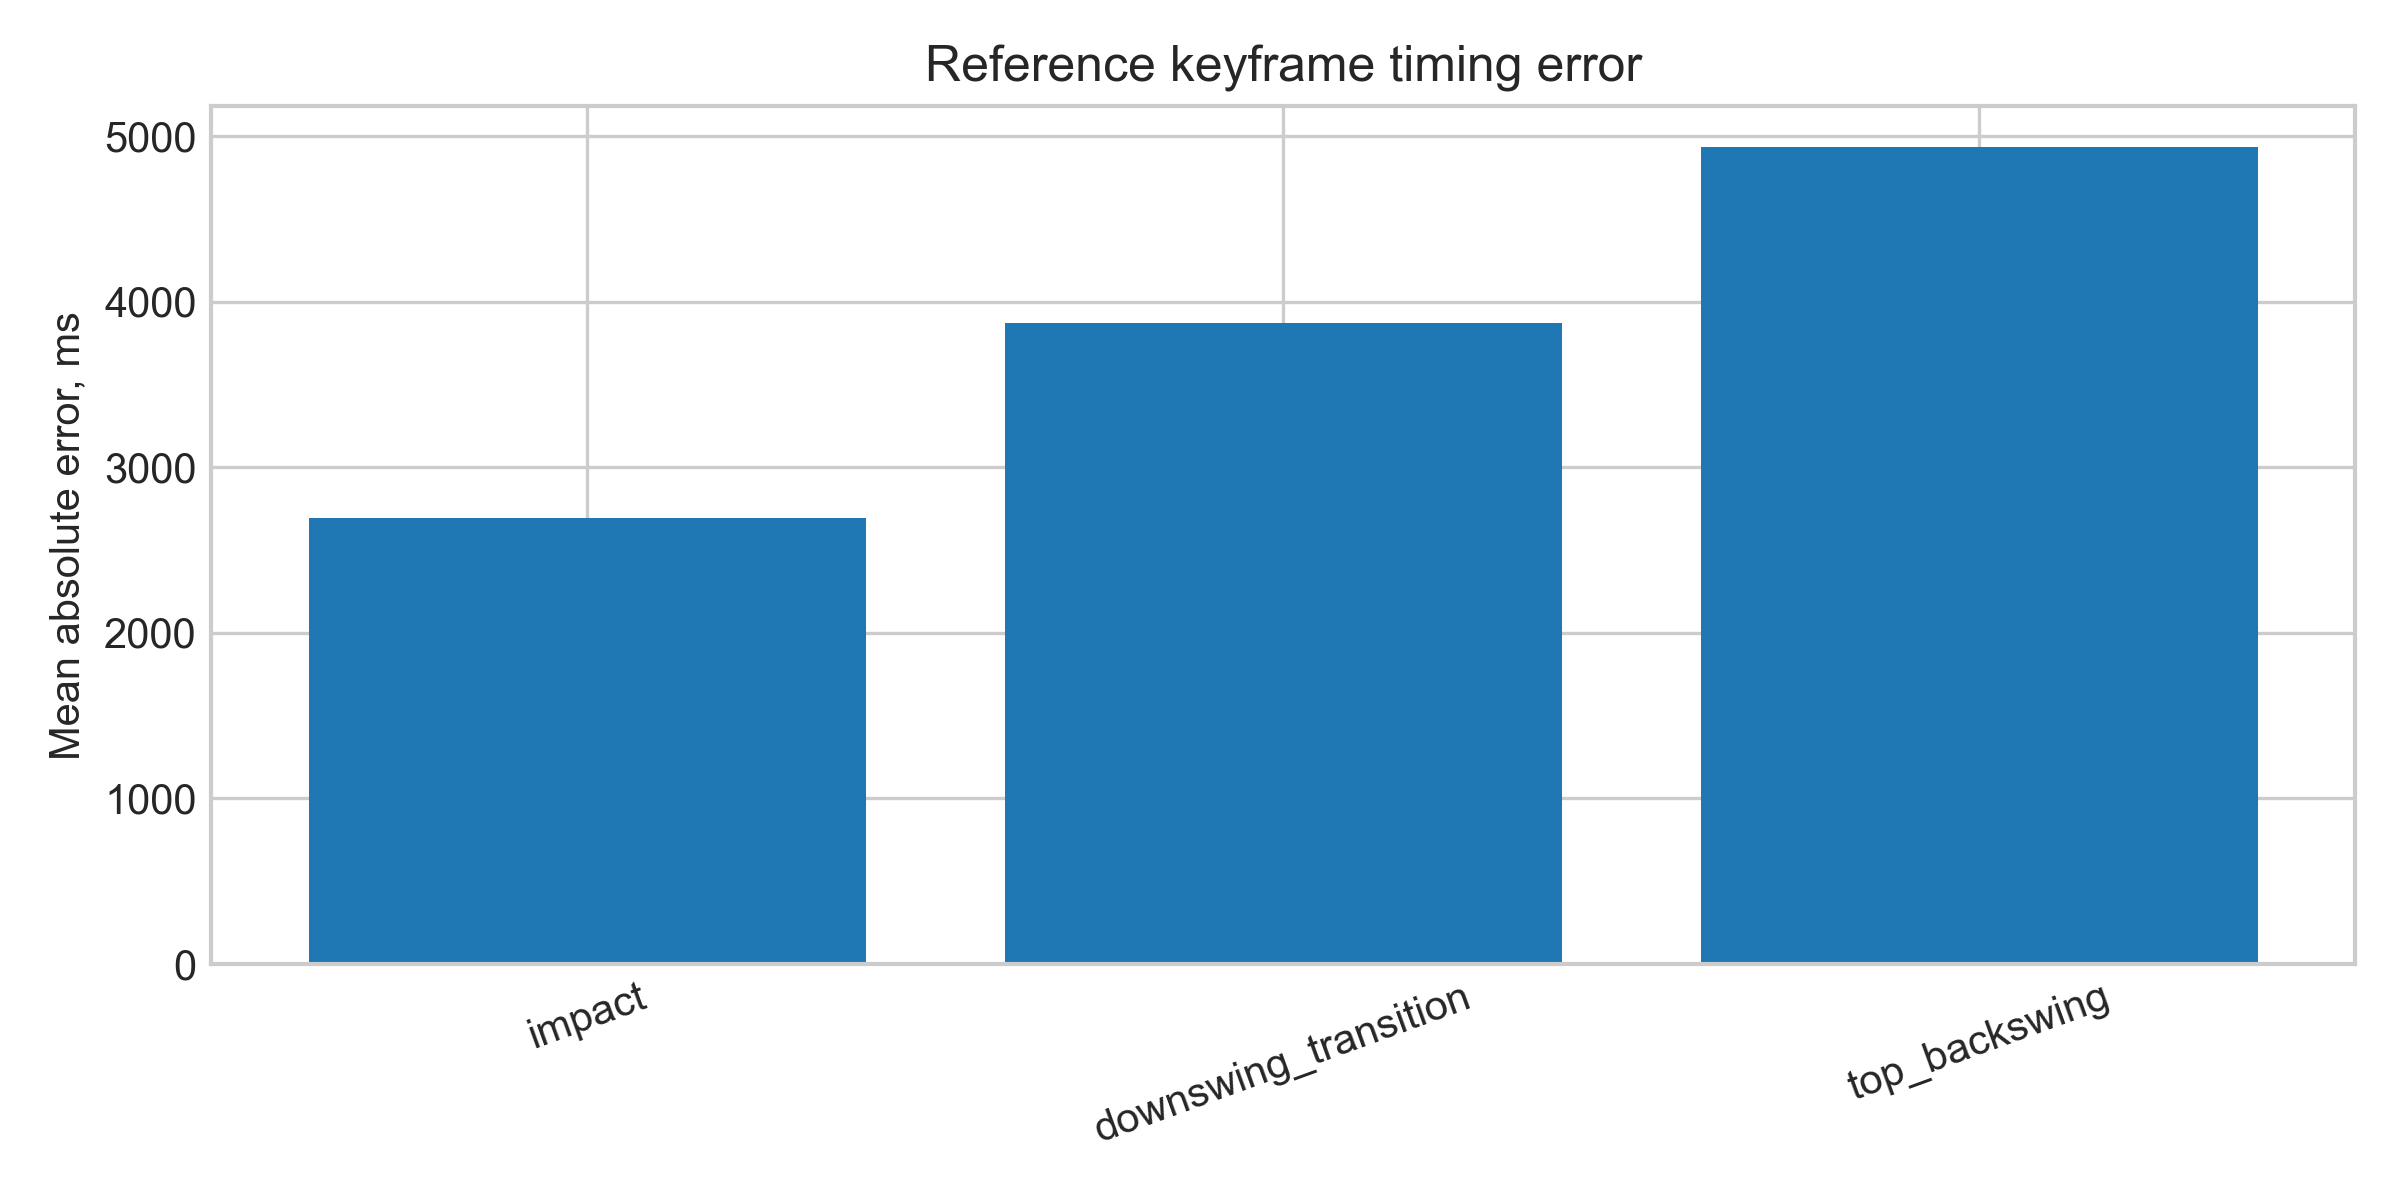 Reference keyframe timing error
Mean absolute error, ms
5000
4000
3000
2000
1000
0
impact
downswing_transition
top_backswing